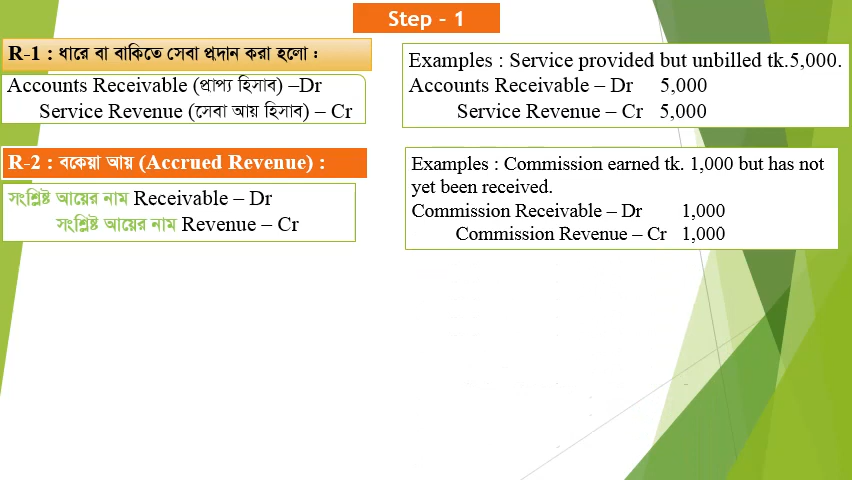 Step - 1
R-1 : ধারে বা বাকিতে সেবা প্রদান করা হলো :
Accounts Receivable (প্রাপ্য হিসাব) –Dr
Service Revenue (সেবা আয় হিসাব) – Cr
Examples : Service provided but unbilled tk.5,000.
Accounts Receivable – Dr 5,000
Service Revenue – Cr 5,000
R-2 : বকেয়া আয় (Accrued Revenue) :
সংশ্লিষ্ট আয়ের নাম Receivable – Dr
সংশ্লিষ্ট আয়ের নাম Revenue – Cr
Examples : Commission earned tk. 1,000 but has not
yet been received.
Commission Receivable – Dr 1,000
Commission Revenue – Cr 1,000